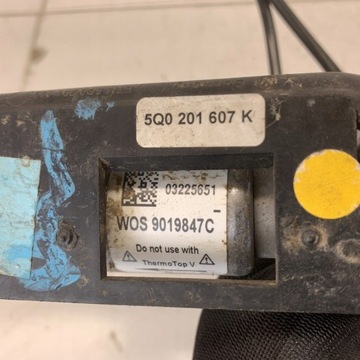 5Q0 201 607 K
03225651
WOS 9019847C
Do not use with
ThermoTop V